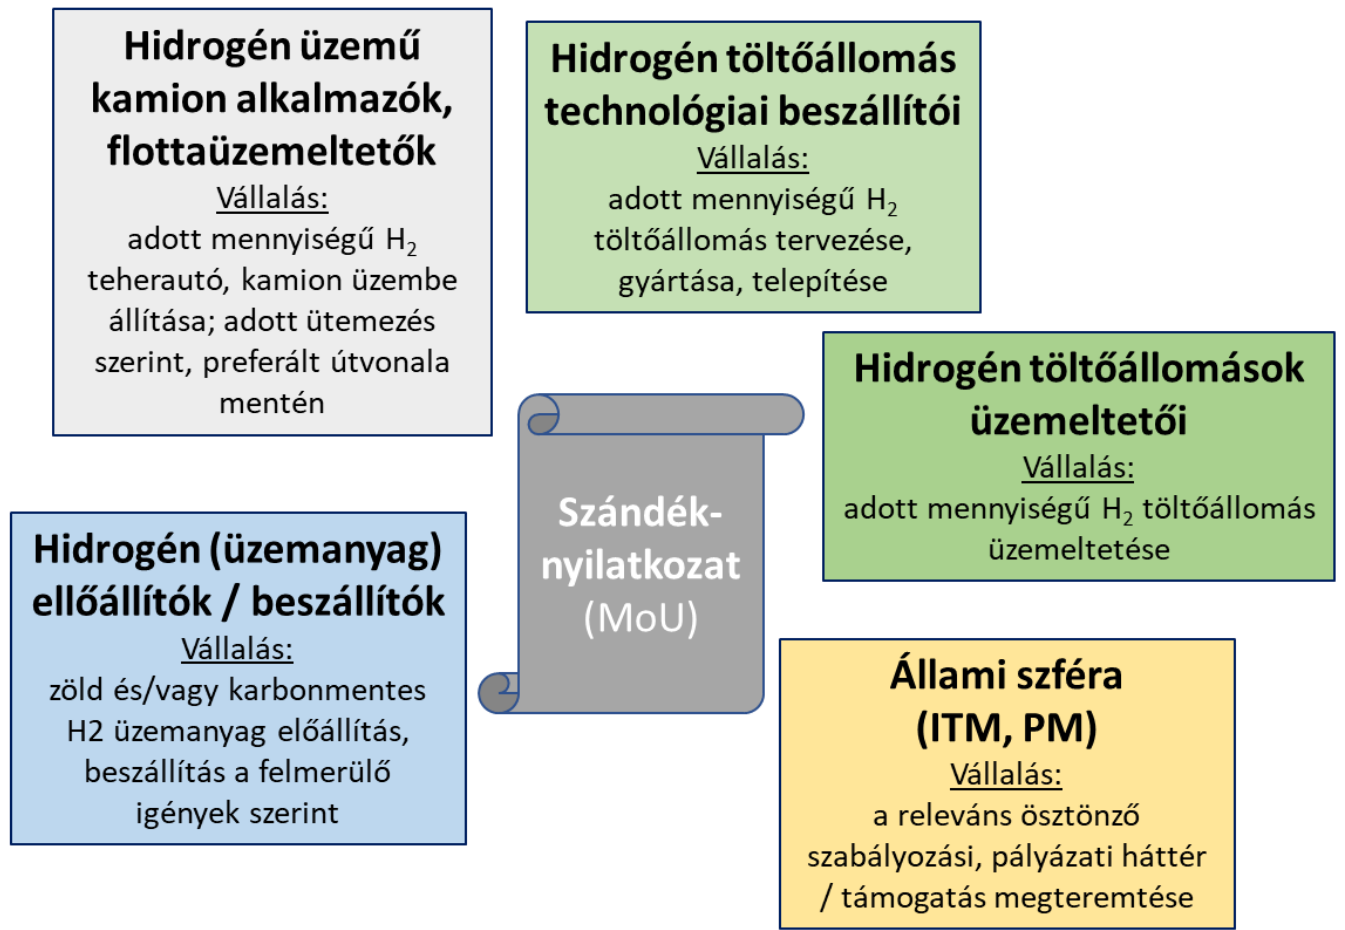 Hidrogén üzemű
kamion alkalmazók,
flottaüzemeltetők
Vállalás:
adott mennyiségű H₂
teherautó, kamion üzembe
állítása; adott ütemezés
szerint, preferált útvonala
mentén
Hidrogén töltőállomás
technológiai beszállítói
Vállalás:
adott mennyiségű H₂
töltőállomás tervezése,
gyártása, telepítése
Hidrogén töltőállomások
üzemeltetői
Vállalás:
adott mennyiségű H₂ töltőállomás
üzemeltetése
Szándék-
nyilatkozat
(MoU)
Hidrogén (üzemanyag)
ellőállítók / beszállítók
Vállalás:
zöld és/vagy karbonmentes
H2 üzemanyag előállítás,
beszállítás a felmerülő
igények szerint
Állami szféra
(ITM, PM)
Vállalás:
a releváns ösztönző
szabályozási, pályázati háttér
/ támogatás megteremtése